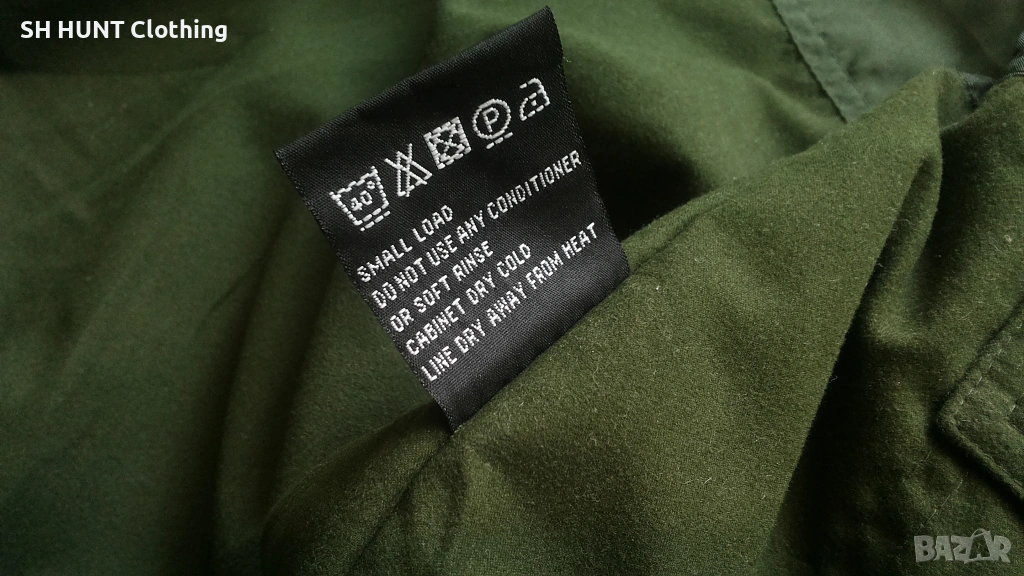 SH HUNT Clothing
40°
P
SMALL LOAD
DO NOT USE ANY CONDITIONER
OR SOFT RINSE
CABINET DRY COLD
LINE DRY AWAY FROM HEAT
BAZAR